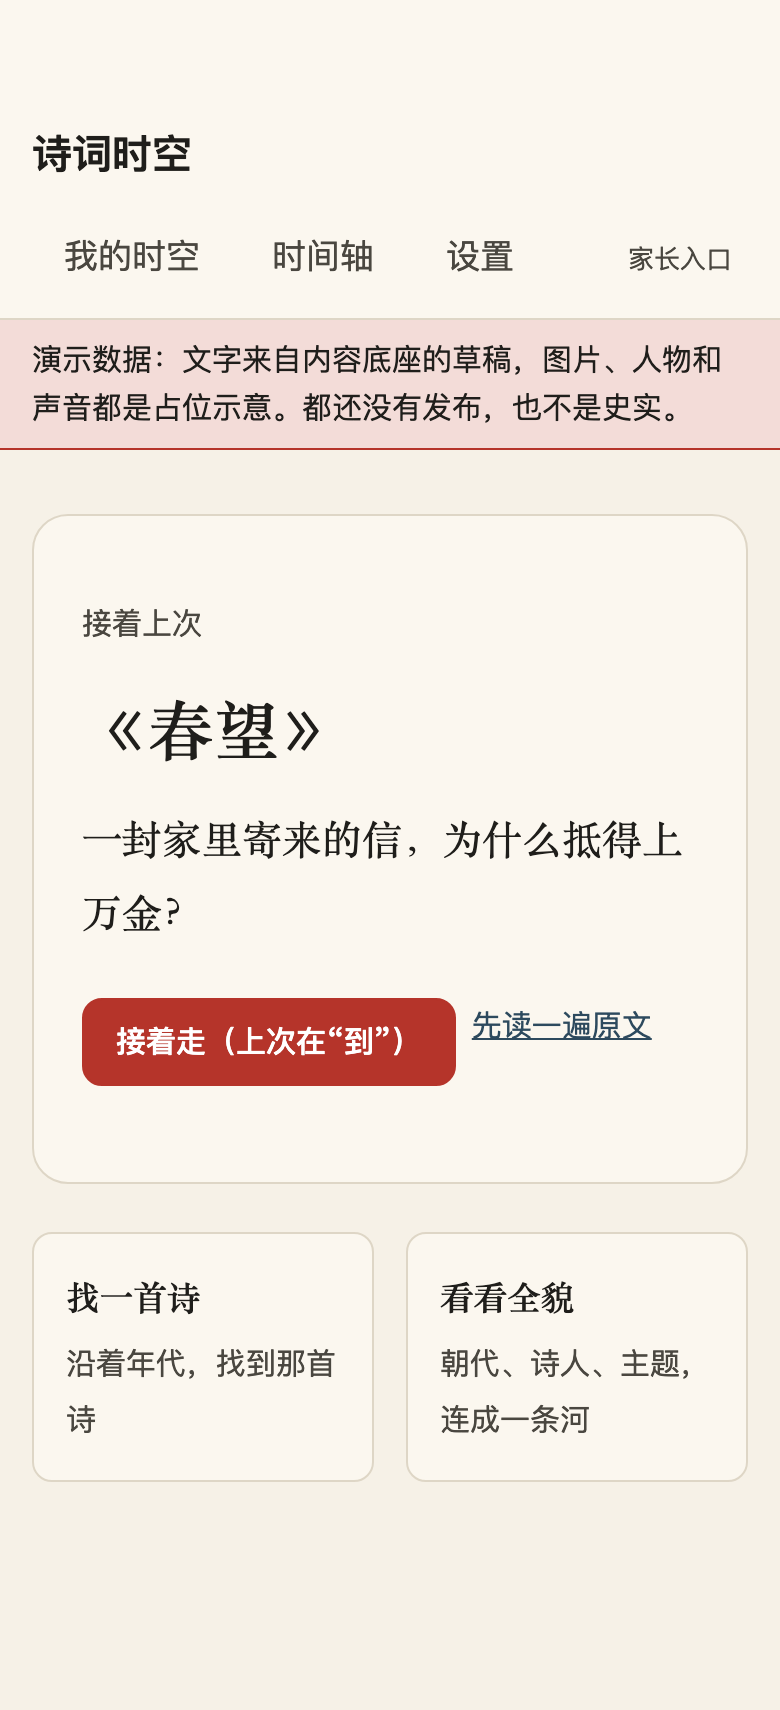 诗词时空
我的时空 时间轴 设置 家长入口
演示数据：文字来自内容底座的草稿，图片、人物和
声音都是占位示意。都还没有发布，也不是史实。
接着上次
《春望》
一封家里寄来的信，为什么抵得上
万金？
接着走（上次在“到”） 先读一遍原文
找一首诗
沿着年代，找到那首
诗
看看全貌
朝代、诗人、主题，
连成一条河